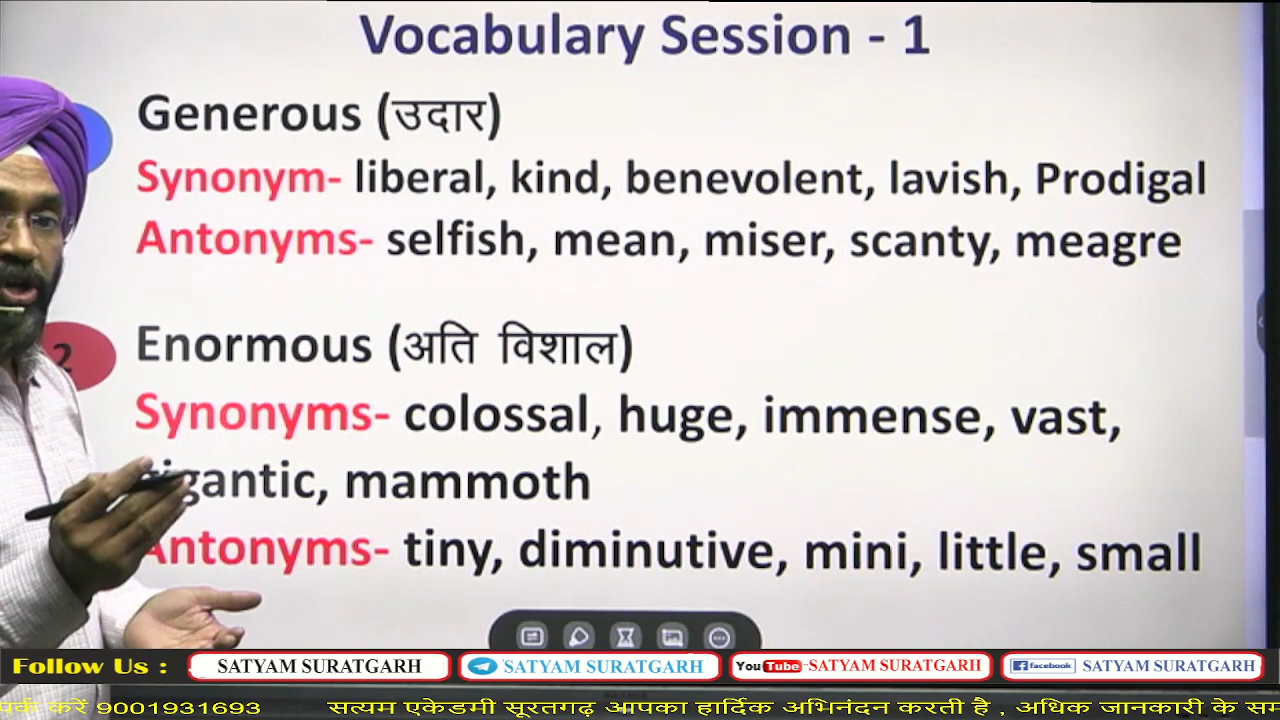 Vocabulary Session - 1
Generous (उदार)
Synonym- liberal, kind, benevolent, lavish, Prodigal
Antonyms- selfish, mean, miser, scanty, meagre
2
Enormous (अति विशाल)
Synonyms- colossal, huge, immense, vast,
gigantic, mammoth
Antonyms- tiny, diminutive, mini, little, small
Follow Us : SATYAM SURATGARH SATYAM SURATGARH YouTube-SATYAM SURATGARH facebook SATYAM SURATGARH
करें 9001931693 सत्यम एकेडमी सूरतगढ़ आपका हार्दिक अभिनंदन करती है , अधिक जानकारी के